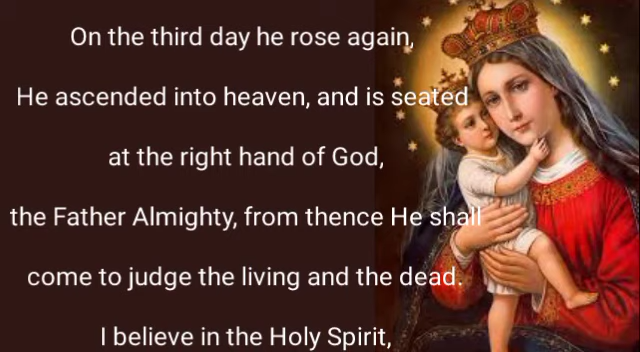 On the third day he rose again,
He ascended into heaven, and is seated
at the right hand of God,
the Father Almighty, from thence He shall
come to judge the living and the dead.
I believe in the Holy Spirit,